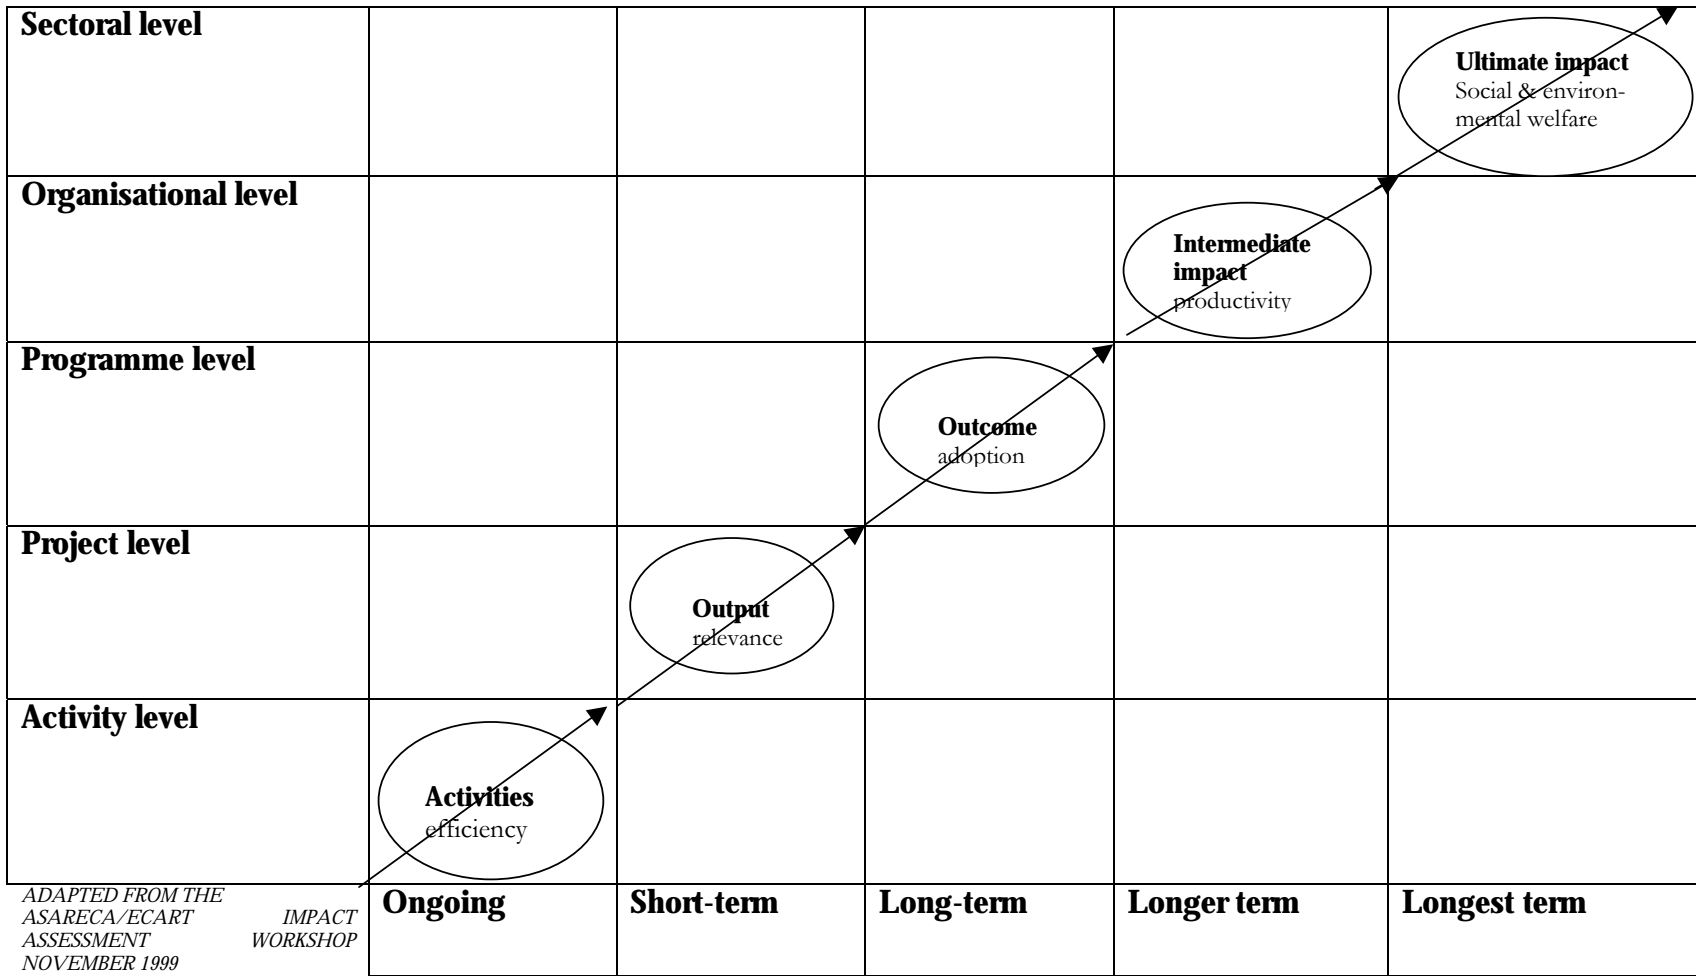 Sectoral level
Ultimate impact
Social & environ-
mental welfare
Organisational level
Intermediate
impact
productivity
Programme level
Outcome
adoption
Project level
Output
relevance
Activity level
Activities
efficiency
ADAPTED FROM THE
ASARECA/ECART IMPACT
ASSESSMENT WORKSHOP
NOVEMBER 1999
Ongoing
Short-term
Long-term
Longer term
Longest term